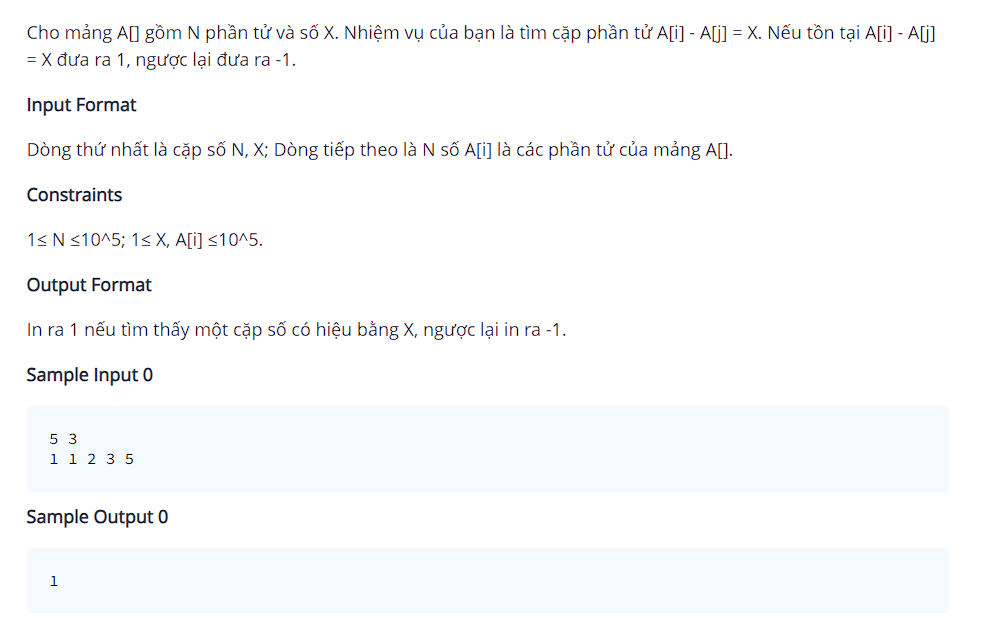 Cho mảng A[] gồm N phần tử và số X. Nhiệm vụ của bạn là tìm cặp phần tử A[i] - A[j] = X. Nếu tồn tại A[i] - A[j]
= X đưa ra 1, ngược lại đưa ra -1.
Input Format
Dòng thứ nhất là cặp số N, X; Dòng tiếp theo là N số A[i] là các phần tử của mảng A[].
Constraints
1≤ N ≤10^5; 1≤ X, A[i] ≤10^5.
Output Format
In ra 1 nếu tìm thấy một cặp số có hiệu bằng X, ngược lại in ra -1.
Sample Input 0
5 3
1 1 2 3 5
Sample Output 0
1